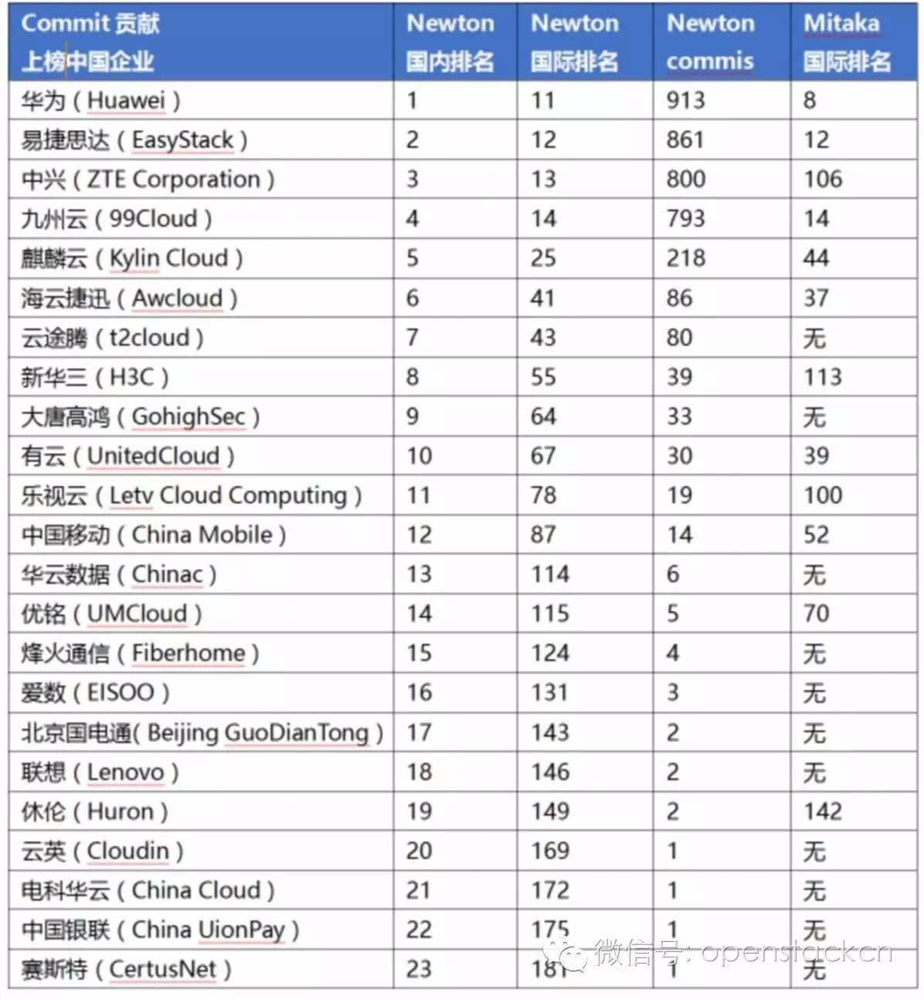 Commit 贡献 上榜中国企业 Newton 国内排名 Newton 国际排名 Newton commis Mitaka 国际排名
华为（Huawei） 1 11 913 8
易捷思达（EasyStack） 2 12 861 12
中兴（ZTE Corporation） 3 13 800 106
九州云（99Cloud） 4 14 793 14
麒麟云（Kylin Cloud） 5 25 218 44
海云捷迅（Awcloud） 6 41 86 37
云途腾（t2cloud） 7 43 80 无
新华三（H3C） 8 55 39 113
大唐高鸿（GohighSec） 9 64 33 无
有云（UnitedCloud） 10 67 30 39
乐视云（Letv Cloud Computing） 11 78 19 100
中国移动（China Mobile） 12 87 14 52
华云数据（Chinac） 13 114 6 无
优铭（UMCloud） 14 115 5 70
烽火通信（Fiberhome） 15 124 4 无
爱数（EISOO） 16 131 3 无
北京国电通( Beijing GuoDianTong） 17 143 2 无
联想（Lenovo） 18 146 2 无
休伦（Huron） 19 149 2 142
云英（Cloudin） 20 169 1 无
电科华云（China Cloud） 21 172 1 无
中国银联（China UionPay） 22 175 1 无
赛斯特（CertusNet） 23 181 1 无
微信号: openstackcn